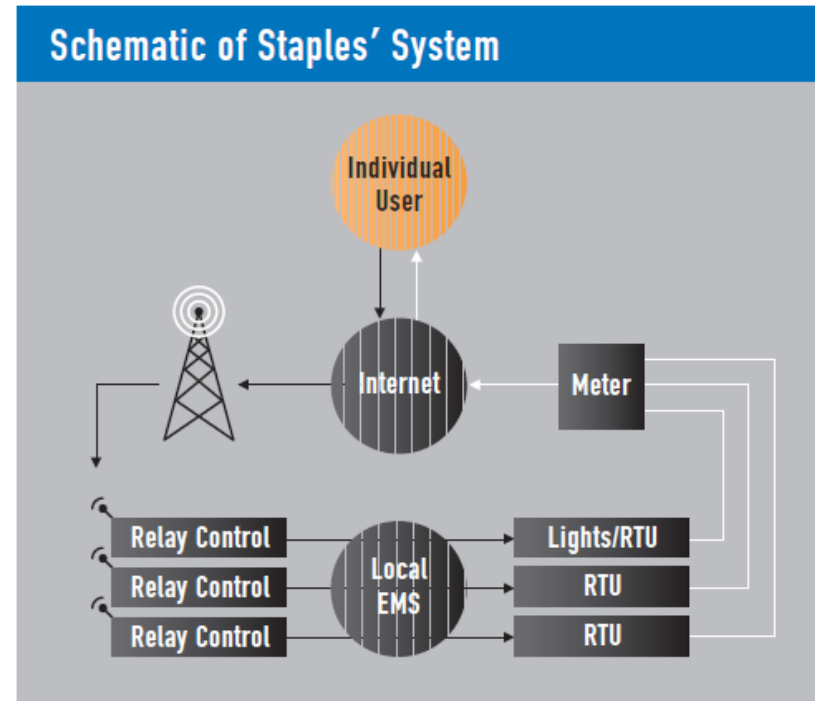 Schematic of Staples’ System
Individual
User
Internet
Meter
Relay Control
Lights/RTU
Local
EMS
Relay Control
RTU
Relay Control
RTU